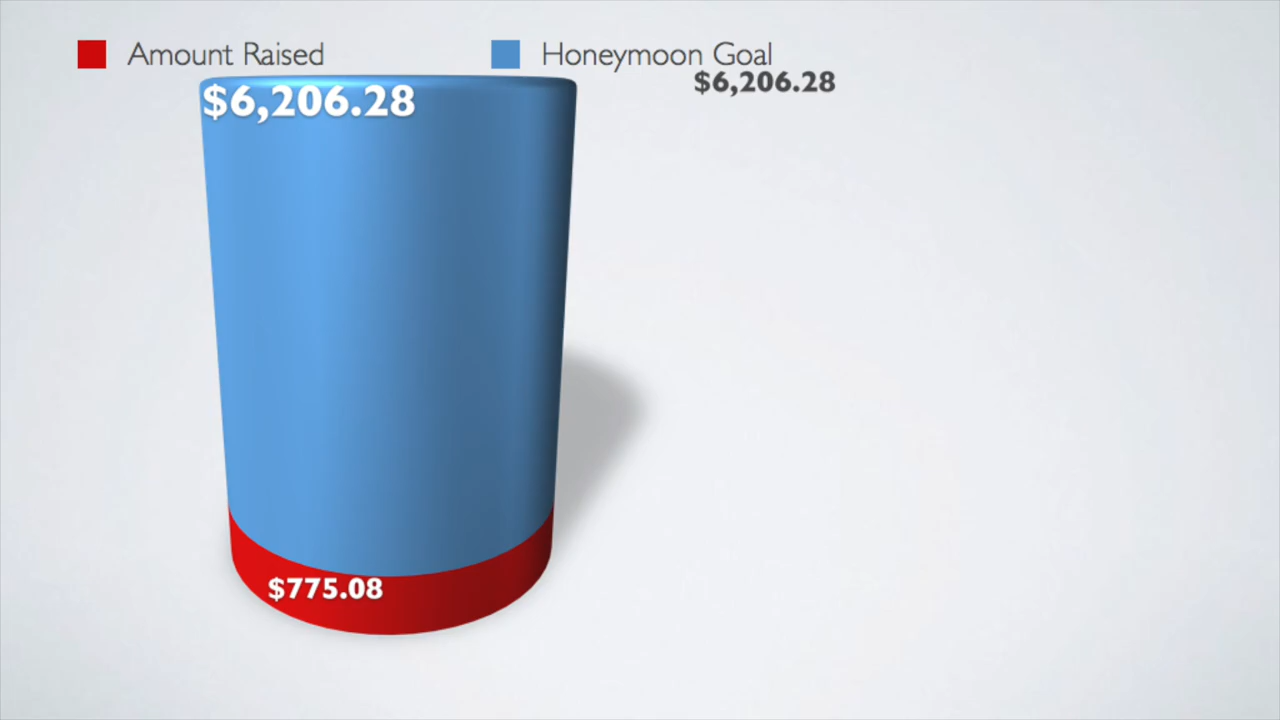 Amount Raised
Honeymoon Goal
$6,206.28
$6,206.28
$775.08